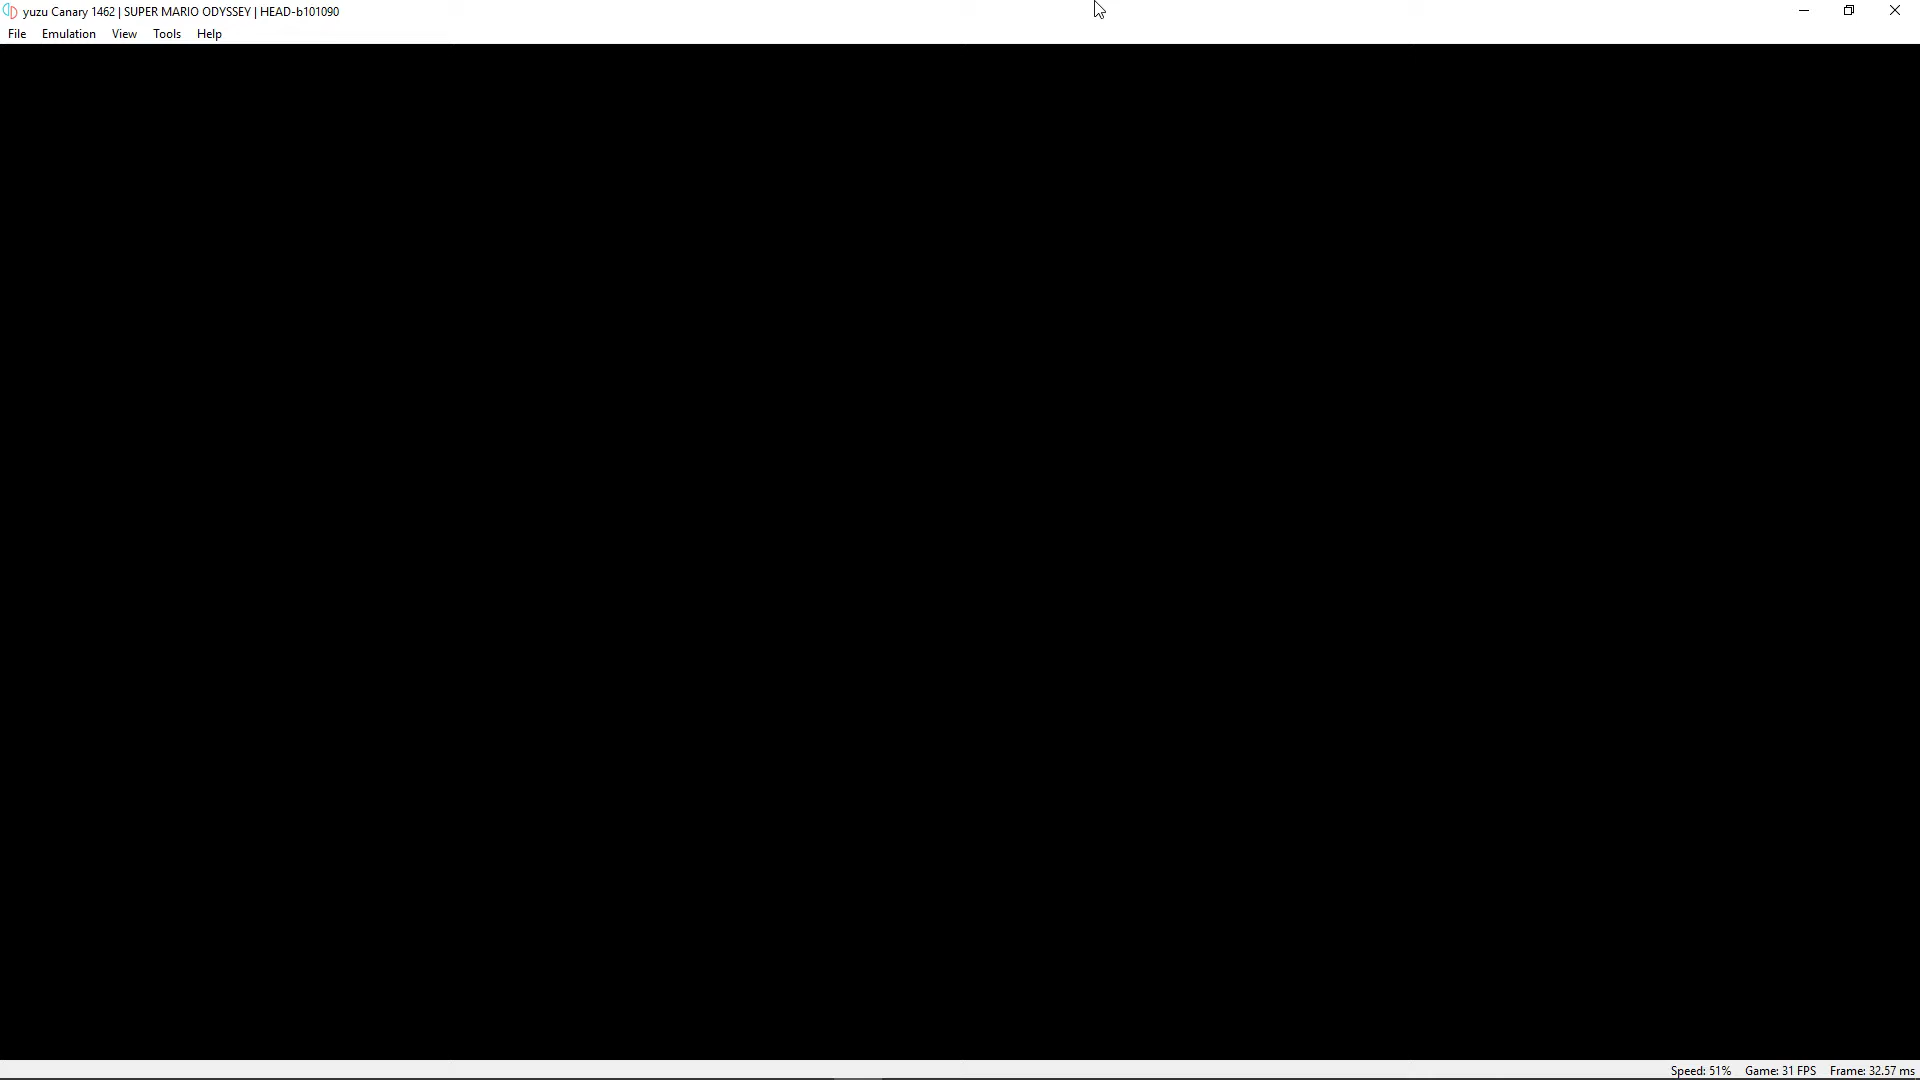 yuzu Canary 1462 | SUPER MARIO ODYSSEY | HEAD-b101090
File Emulation View Tools Help
Speed: 51% Game: 31 FPS Frame: 32.57 ms